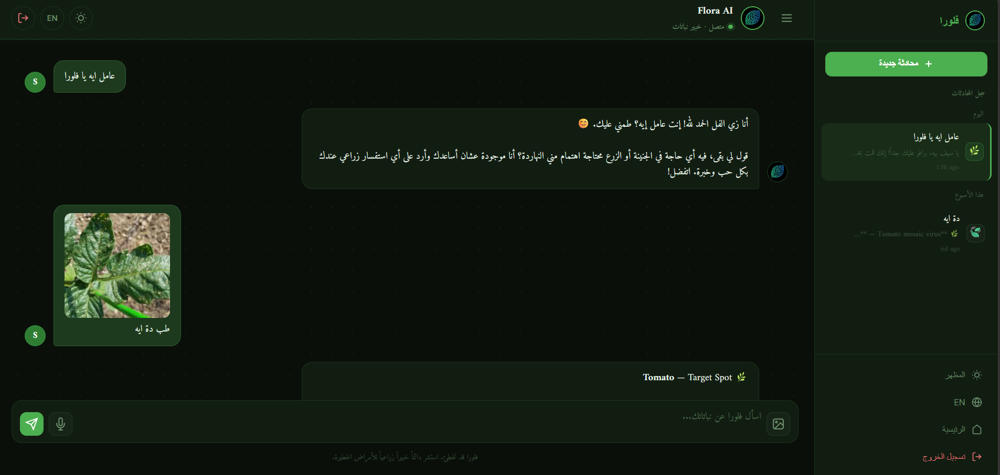 فلورا
+ محادثة جديدة
سجل المحادثات
اليوم
عامل ايه يا فلورا
يا سيف بيه، برافو عليك جداً! إنك قمت بخد...
13h ago
هذا الأسبوع
دة ايه
🌿 **Tomato mosaic virus** — **...
6d ago
المظهر
EN
الرئيسية
تسجيل الخروج
Flora AI
متصل · خبير نباتات
EN
عامل ايه يا فلورا
S
أنا زي الفل الحمد لله! إنت عامل إيه؟ طمني عليك. 😊
قول لي بقى، فيه أي حاجة في الجنينة أو الزرع محتاجة اهتمام مني النهاردة؟ أنا موجودة عشان أساعدك وأرد على أي استفسار زراعي عندك
بكل حب وخبرة. اتفضل!
طب دة ايه
S
🌿 Tomato — Target Spot
اسأل فلورا عن نباتاتك...
فلورا قد تخطئ. استشر دائماً خبيراً زراعياً للأمراض الخطيرة.